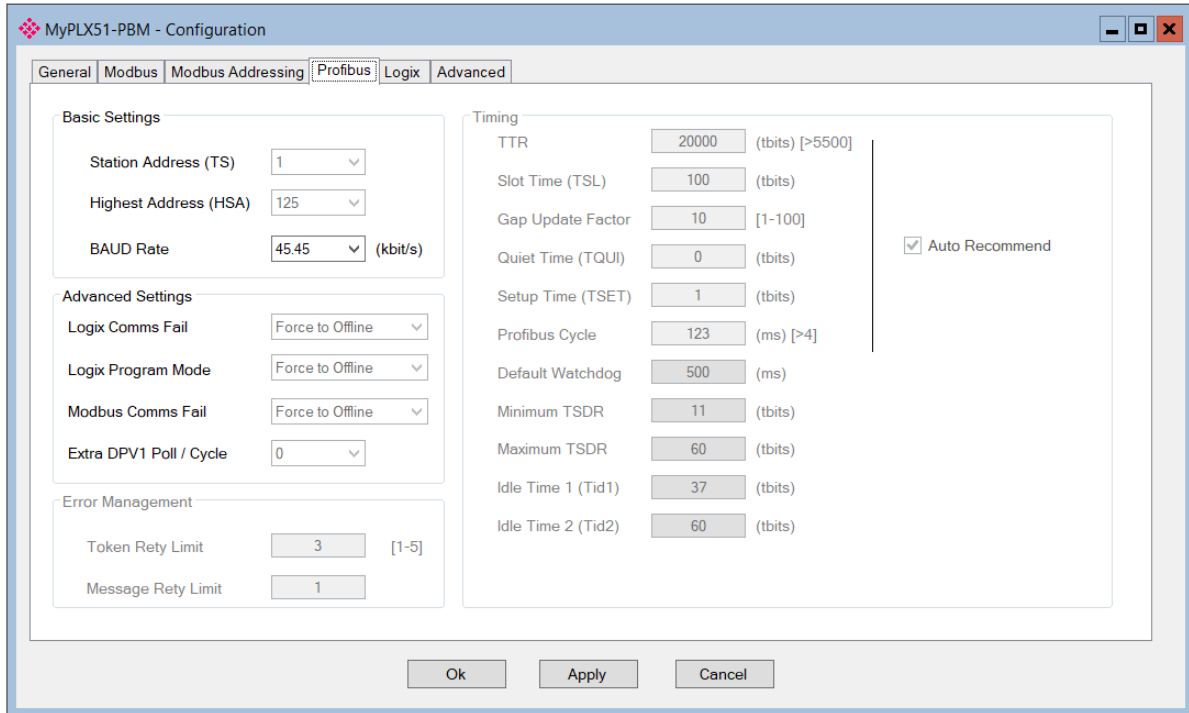 MyPLX51-PBM - Configuration
General Modbus Modbus Addressing Profibus Logix Advanced
Basic Settings
Station Address (TS) 1
Highest Address (HSA) 125
BAUD Rate 45.45 (kbit/s)
Advanced Settings
Logix Comms Fail Force to Offline
Logix Program Mode Force to Offline
Modbus Comms Fail Force to Offline
Extra DPV1 Poll / Cycle 0
Error Management
Token Rety Limit 3 [1-5]
Message Rety Limit 1
Timing
TTR 20000 (tbits) [>5500]
Slot Time (TSL) 100 (tbits)
Gap Update Factor 10 [1-100]
Quiet Time (TQUI) 0 (tbits)
Setup Time (TSET) 1 (tbits)
Profibus Cycle 123 (ms) [>4]
Default Watchdog 500 (ms)
Minimum TSDR 11 (tbits)
Maximum TSDR 60 (tbits)
Idle Time 1 (Tid1) 37 (tbits)
Idle Time 2 (Tid2) 60 (tbits)
Auto Recommend
Ok Apply Cancel